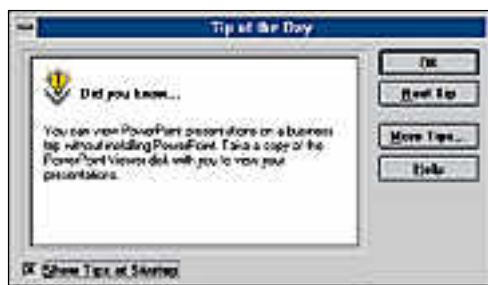 Tip of the Day
OK
Did you know...
Next Tip
You can view PowerPoint presentations on a business
trip without installing PowerPoint. Take a copy of the
PowerPoint Viewer disk with you to view your
presentations.
More Tips...
Help
Show Tips at Startup